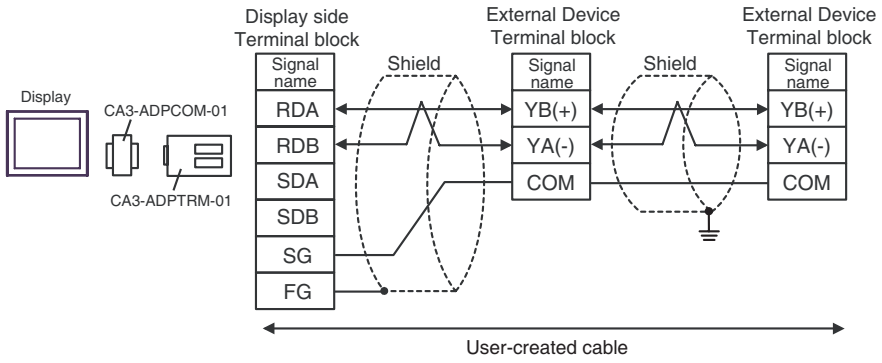 Display side
Terminal block
External Device
Terminal block
External Device
Terminal block
Display
CA3-ADPCOM-01
CA3-ADPTRM-01
Signal
name
RDA
RDB
SDA
SDB
SG
FG
Shield
Signal
name
YB(+)
YA(-)
COM
Shield
Signal
name
YB(+)
YA(-)
COM
User-created cable